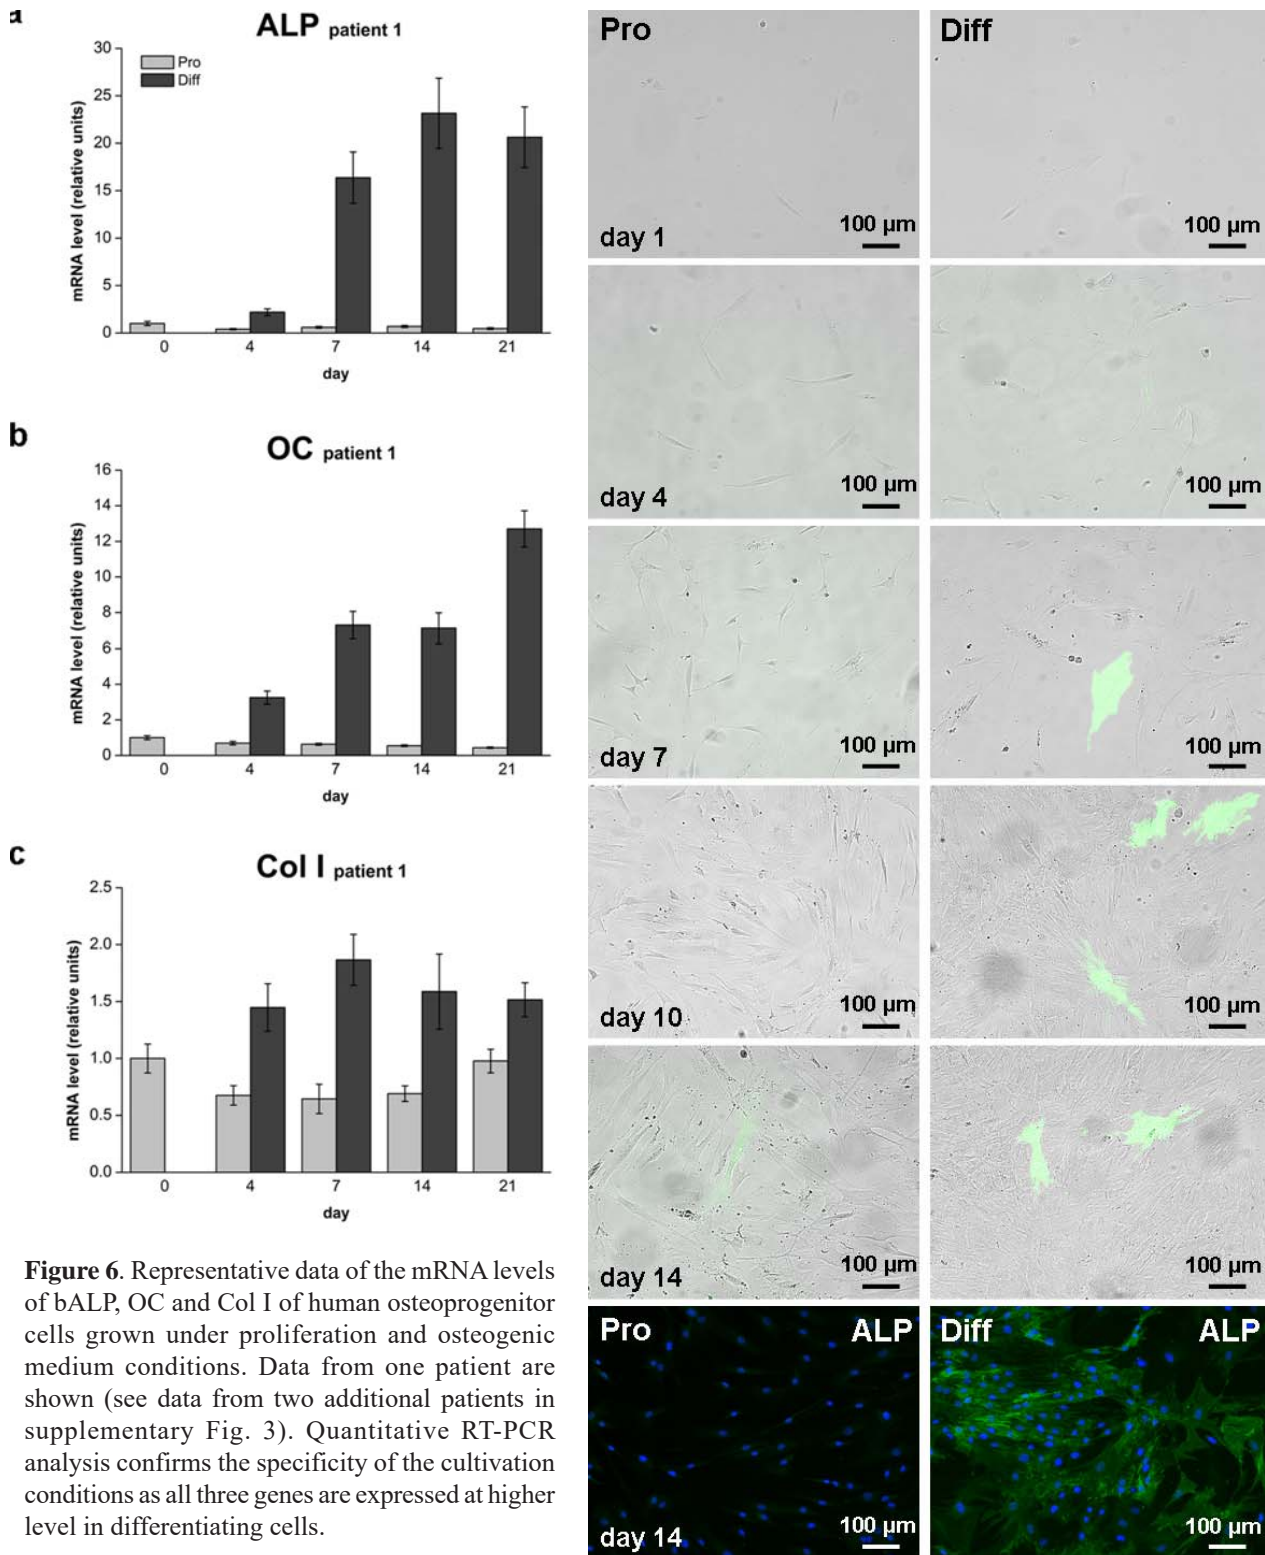 a
ALP patient 1
Pro
Diff
30
25
20
15
10
5
0
mRNA level (relative units)
0 4 7 14 21
day
b
OC patient 1
16
14
12
10
8
6
4
2
0
mRNA level (relative units)
0 4 7 14 21
day
c
Col I patient 1
2.5
2.0
1.5
1.0
0.5
0.0
mRNA level (relative units)
0 4 7 14 21
day
Figure 6. Representative data of the mRNA levels
of bALP, OC and Col I of human osteoprogenitor
cells grown under proliferation and osteogenic
medium conditions. Data from one patient are
shown (see data from two additional patients in
supplementary Fig. 3). Quantitative RT-PCR
analysis confirms the specificity of the cultivation
conditions as all three genes are expressed at higher
level in differentiating cells.
Pro Diff
day 1 100 µm 100 µm
day 4 100 µm 100 µm
day 7 100 µm 100 µm
day 10 100 µm 100 µm
day 14 100 µm 100 µm
Pro ALP Diff ALP
day 14 100 µm 100 µm